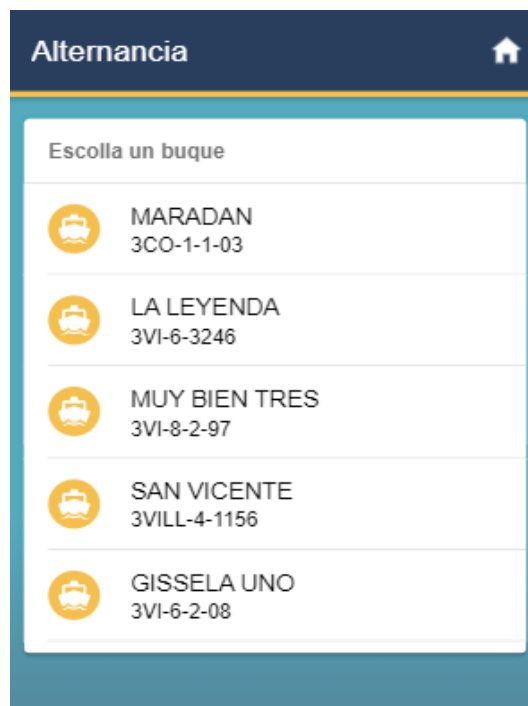 Alternancia
Escolla un buque
MARADAN
3CO-1-1-03
LA LEYENDA
3VI-6-3246
MUY BIEN TRES
3VI-8-2-97
SAN VICENTE
3VILL-4-1156
GISSELA UNO
3VI-6-2-08